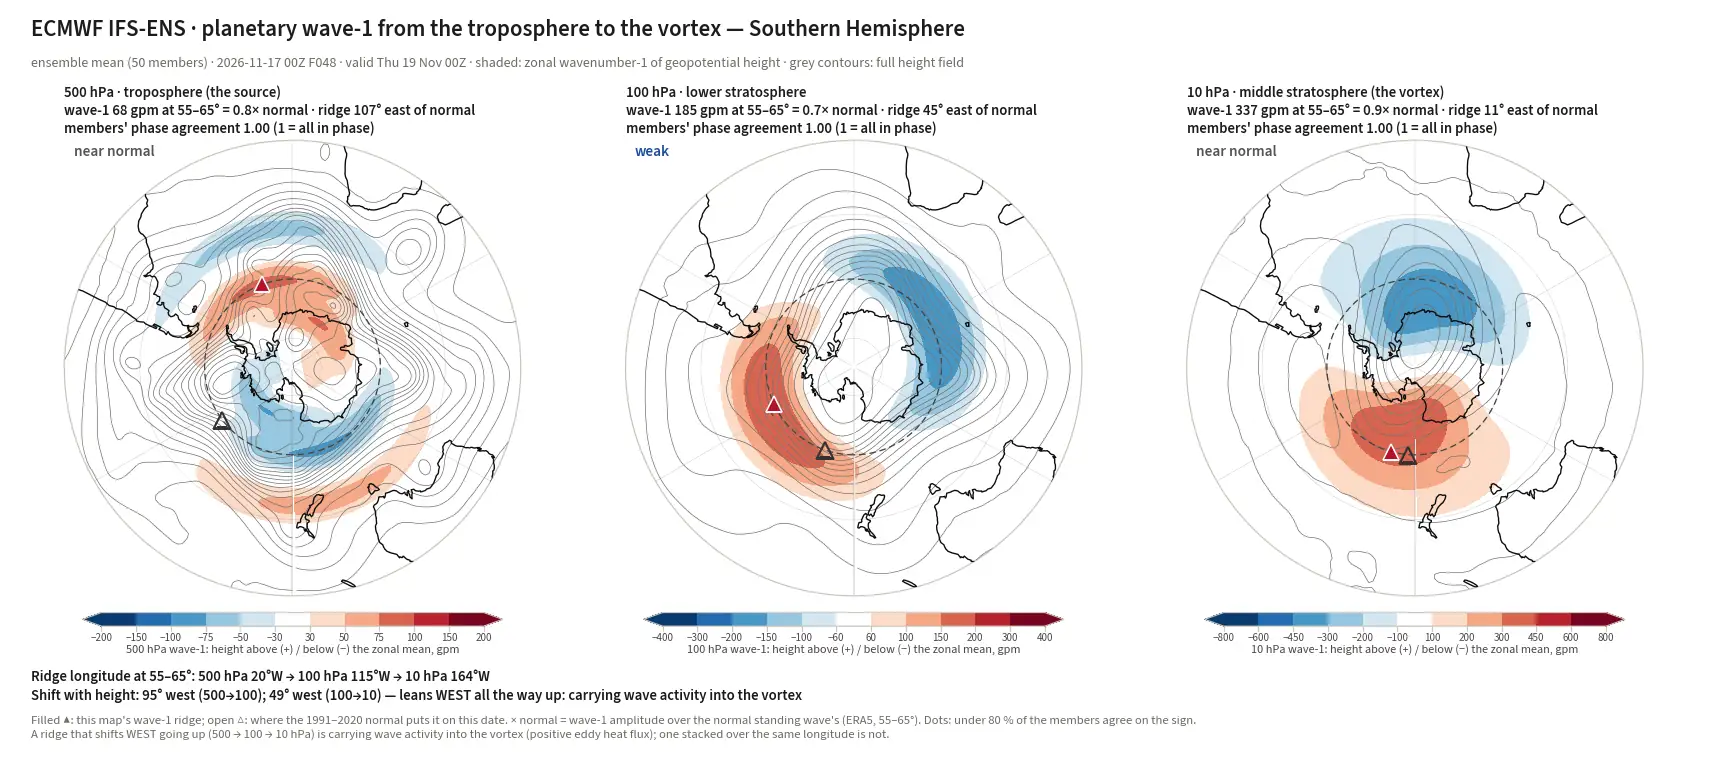 ECMWF IFS-ENS · planetary wave-1 from the troposphere to the vortex — Southern Hemisphere
ensemble mean (50 members) · 2026-11-17 00Z F048 · valid Thu 19 Nov 00Z · shaded: zonal wavenumber-1 of geopotential height · grey contours: full height field
500 hPa · troposphere (the source)
wave-1 68 gpm at 55–65° = 0.8× normal · ridge 107° east of normal
members' phase agreement 1.00 (1 = all in phase)
near normal
100 hPa · lower stratosphere
wave-1 185 gpm at 55–65° = 0.7× normal · ridge 45° east of normal
members' phase agreement 1.00 (1 = all in phase)
weak
10 hPa · middle stratosphere (the vortex)
wave-1 337 gpm at 55–65° = 0.9× normal · ridge 11° east of normal
members' phase agreement 1.00 (1 = all in phase)
near normal
−200 −150 −100 −75 −50 −30 30 50 75 100 150 200
500 hPa wave-1: height above (+) / below (−) the zonal mean, gpm
−400 −300 −200 −150 −100 −60 60 100 150 200 300 400
100 hPa wave-1: height above (+) / below (−) the zonal mean, gpm
−800 −600 −450 −300 −200 −100 100 200 300 450 600 800
10 hPa wave-1: height above (+) / below (−) the zonal mean, gpm
Ridge longitude at 55–65°: 500 hPa 20°W → 100 hPa 115°W → 10 hPa 164°W
Shift with height: 95° west (500→100); 49° west (100→10) — leans WEST all the way up: carrying wave activity into the vortex
Filled ▲: this map's wave-1 ridge; open △: where the 1991–2020 normal puts it on this date. × normal = wave-1 amplitude over the normal standing wave's (ERA5, 55–65°). Dots: under 80 % of the members agree on the sign.
A ridge that shifts WEST going up (500 → 100 → 10 hPa) is carrying wave activity into the vortex (positive eddy heat flux); one stacked over the same longitude is not.